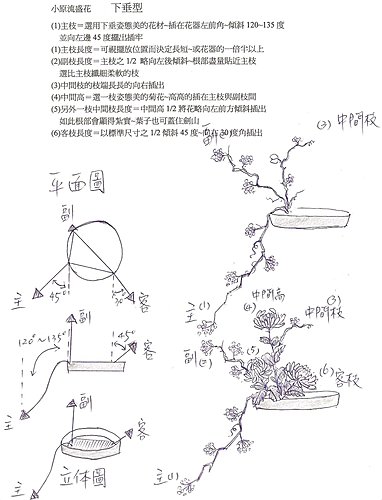 小原流盛花 下垂型
(1)主枝=選用下垂姿態美的花材~插在花器左前角~傾斜 120~135 度
並向左邊 45 度擺出插牢
(1)主枝長度=可視擺放位置而決定長短~或花器的一倍半以上
(2)副枝長度=主枝之 1/2 略向左後傾斜~根部盡量貼近主枝
選比主枝纖細柔軟的枝
(3)中間枝的枝端長長的向右插出
(4)中間高=選一枝姿態美的菊花~高高的插在主枝與副枝間
(5)另外一枝中間枝長度=中間高 1/2 將花略向左前方傾斜插出
如此根部會顯得紮實~葉子也可蓋住劍山
(6)客枝長度=以標準尺寸之 1/2 傾斜 45 度~向右 30 度角插出
副
(3) 中間枝
平面圖
副
主
45°
30°
客
主(1)
中間高
(4)
(3)
中間枝
副
(2)
(5)
(6)客枝
120°~135°
副
45°
客
主
副
客
主
立体圖
主(1)